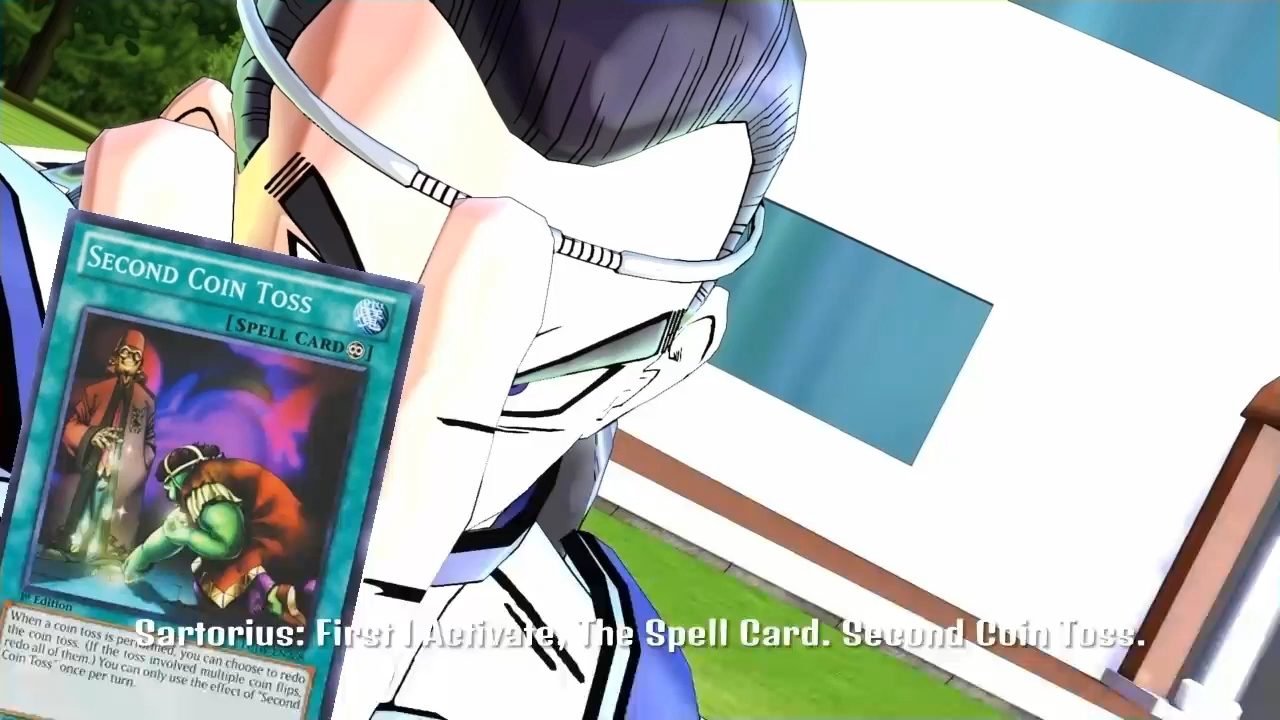 SECOND COIN TOSS
[SPELL CARD]
1st Edition
When a coin toss is performed, you can choose to redo
the coin toss. (If the toss involved multiple coin flips,
redo all of them.) You can only use the effect of "Second
Coin Toss" once per turn.
Sartorius: First I Activate, The Spell Card. Second Coin Toss.